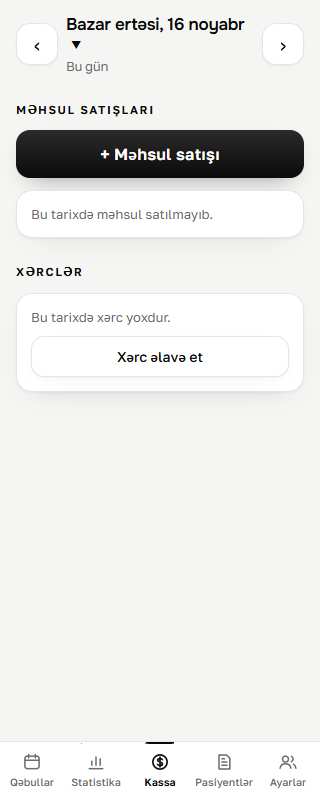 Bazar ertəsi, 16 noyabr
▼
Bu gün
MƏHSUL SATIŞLARI
+ Məhsul satışı
Bu tarixdə məhsul satılmayıb.
XƏRCLƏR
Bu tarixdə xərc yoxdur.
Xərc əlavə et
Qəbullar Statistika Kassa Pasiyentlər Ayarlar